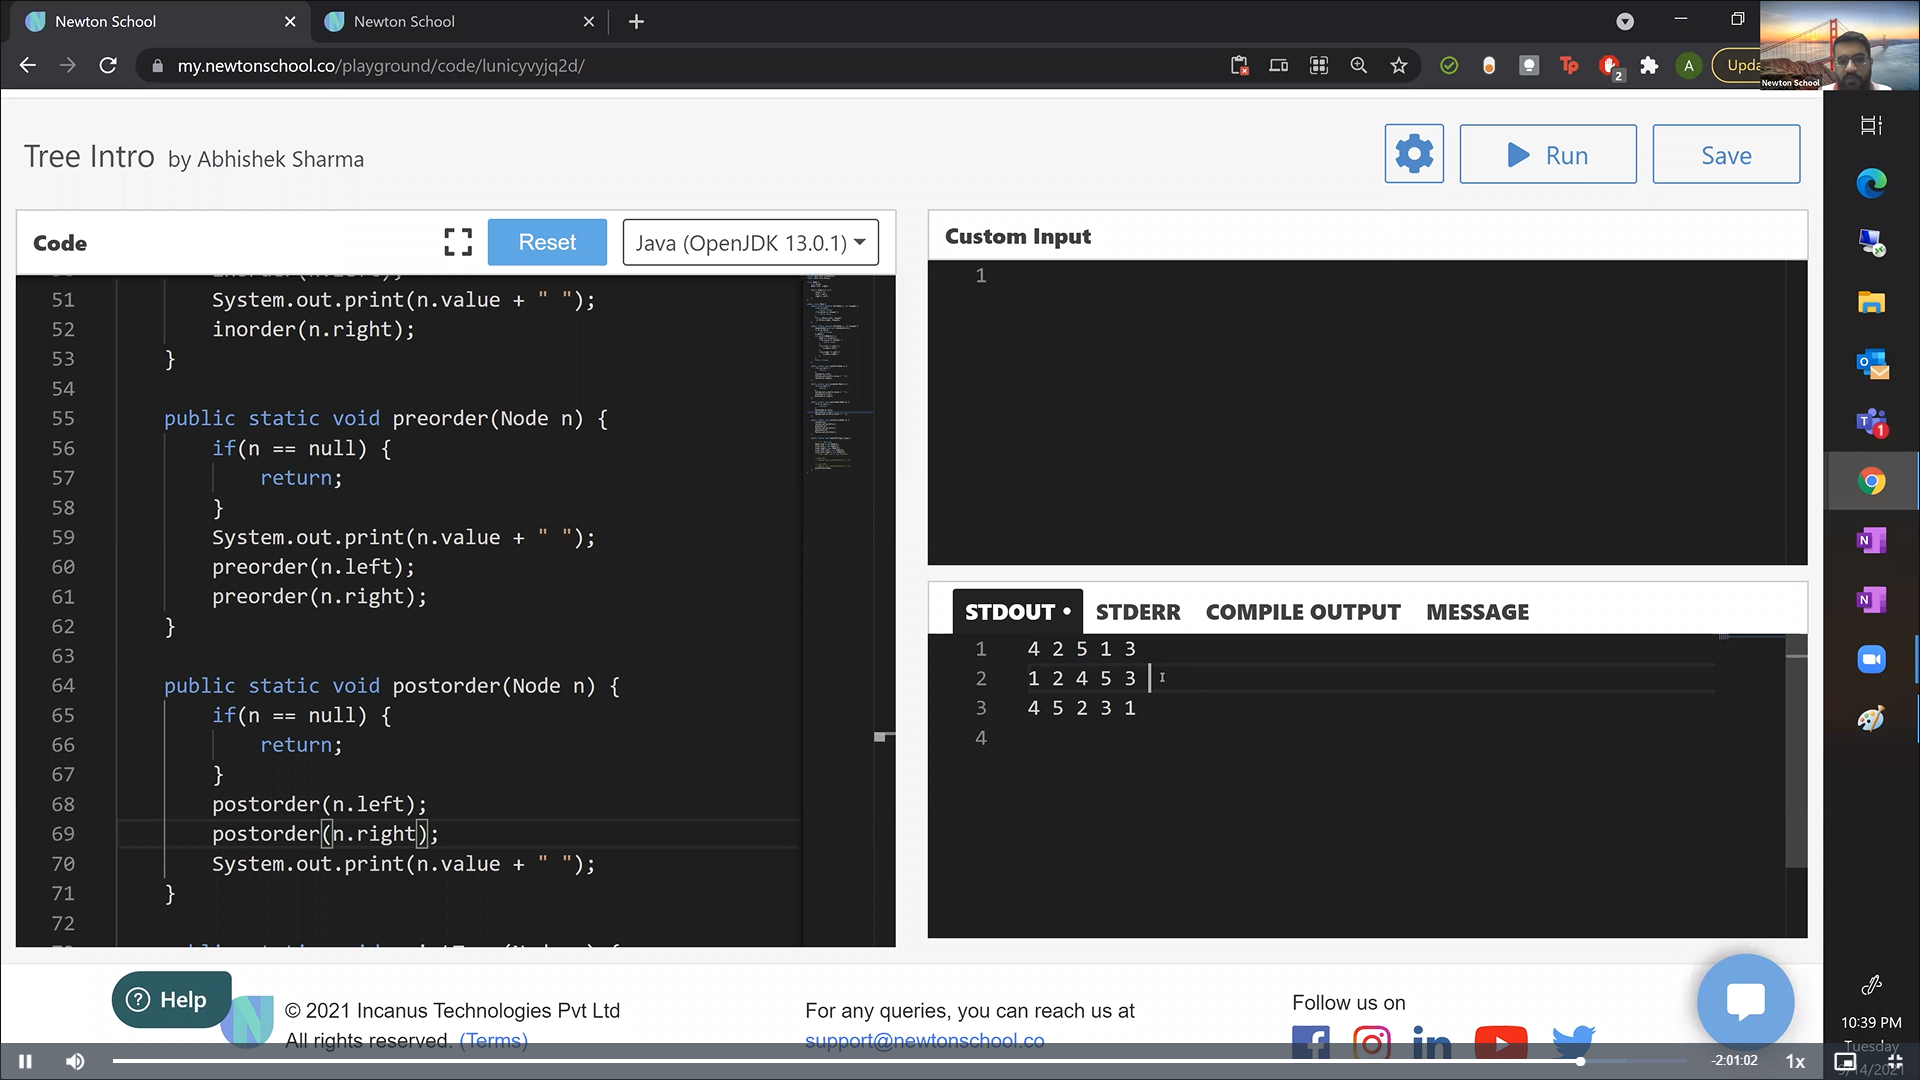 Newton School
Newton School
my.newtonschool.co/playground/code/lunicyvyjq2d/
Tp
2
A
Upda
Newton School
Tree Intro by Abhishek Sharma
Run
Save
Code
Reset
Java (OpenJDK 13.0.1)
51 System.out.print(n.value + " ");
52 inorder(n.right);
53 }
54
55 public static void preorder(Node n) {
56 if(n == null) {
57 return;
58 }
59 System.out.print(n.value + " ");
60 preorder(n.left);
61 preorder(n.right);
62 }
63
64 public static void postorder(Node n) {
65 if(n == null) {
66 return;
67 }
68 postorder(n.left);
69 postorder(n.right);
70 System.out.print(n.value + " ");
71 }
72
Custom Input
1
STDOUT • STDERR COMPILE OUTPUT MESSAGE
1 4 2 5 1 3
2 1 2 4 5 3
3 4 5 2 3 1
4
1
Help
© 2021 Incanus Technologies Pvt Ltd
All rights reserved. (Terms)
For any queries, you can reach us at
support@newtonschool.co
Follow us on
10:39 PM
Tuesday
-2:01:02
1x